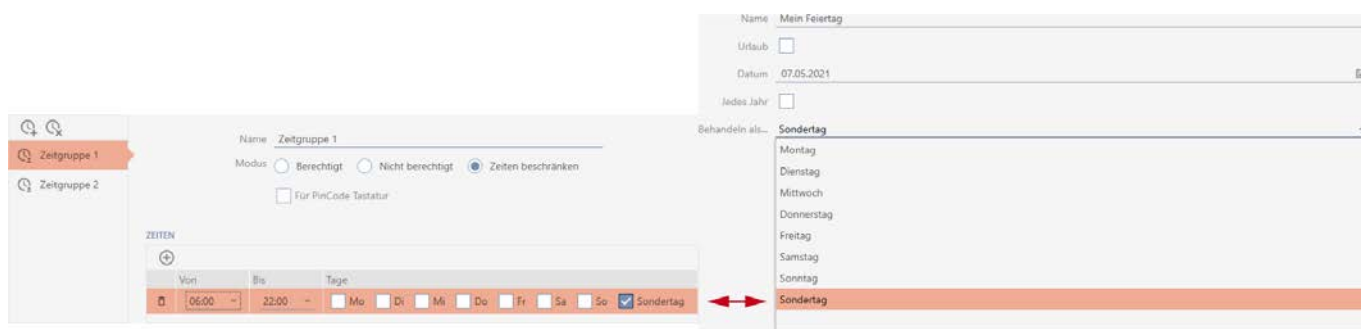 Name Mein Feiertag
Urlaub
Datum 07.05.2021
Jedes Jahr
Behandeln als... Sondertag
Montag
Dienstag
Mittwoch
Donnerstag
Freitag
Samstag
Sonntag
Sondertag
Zeitgruppe 1
Zeitgruppe 2
Name Zeitgruppe 1
Modus Berechtigt Nicht berechtigt Zeiten beschränken
Für PinCode Tastatur
ZEITEN
Von Bis Tage
06:00 22:00 Mo Di Mi Do Fr Sa So Sondertag